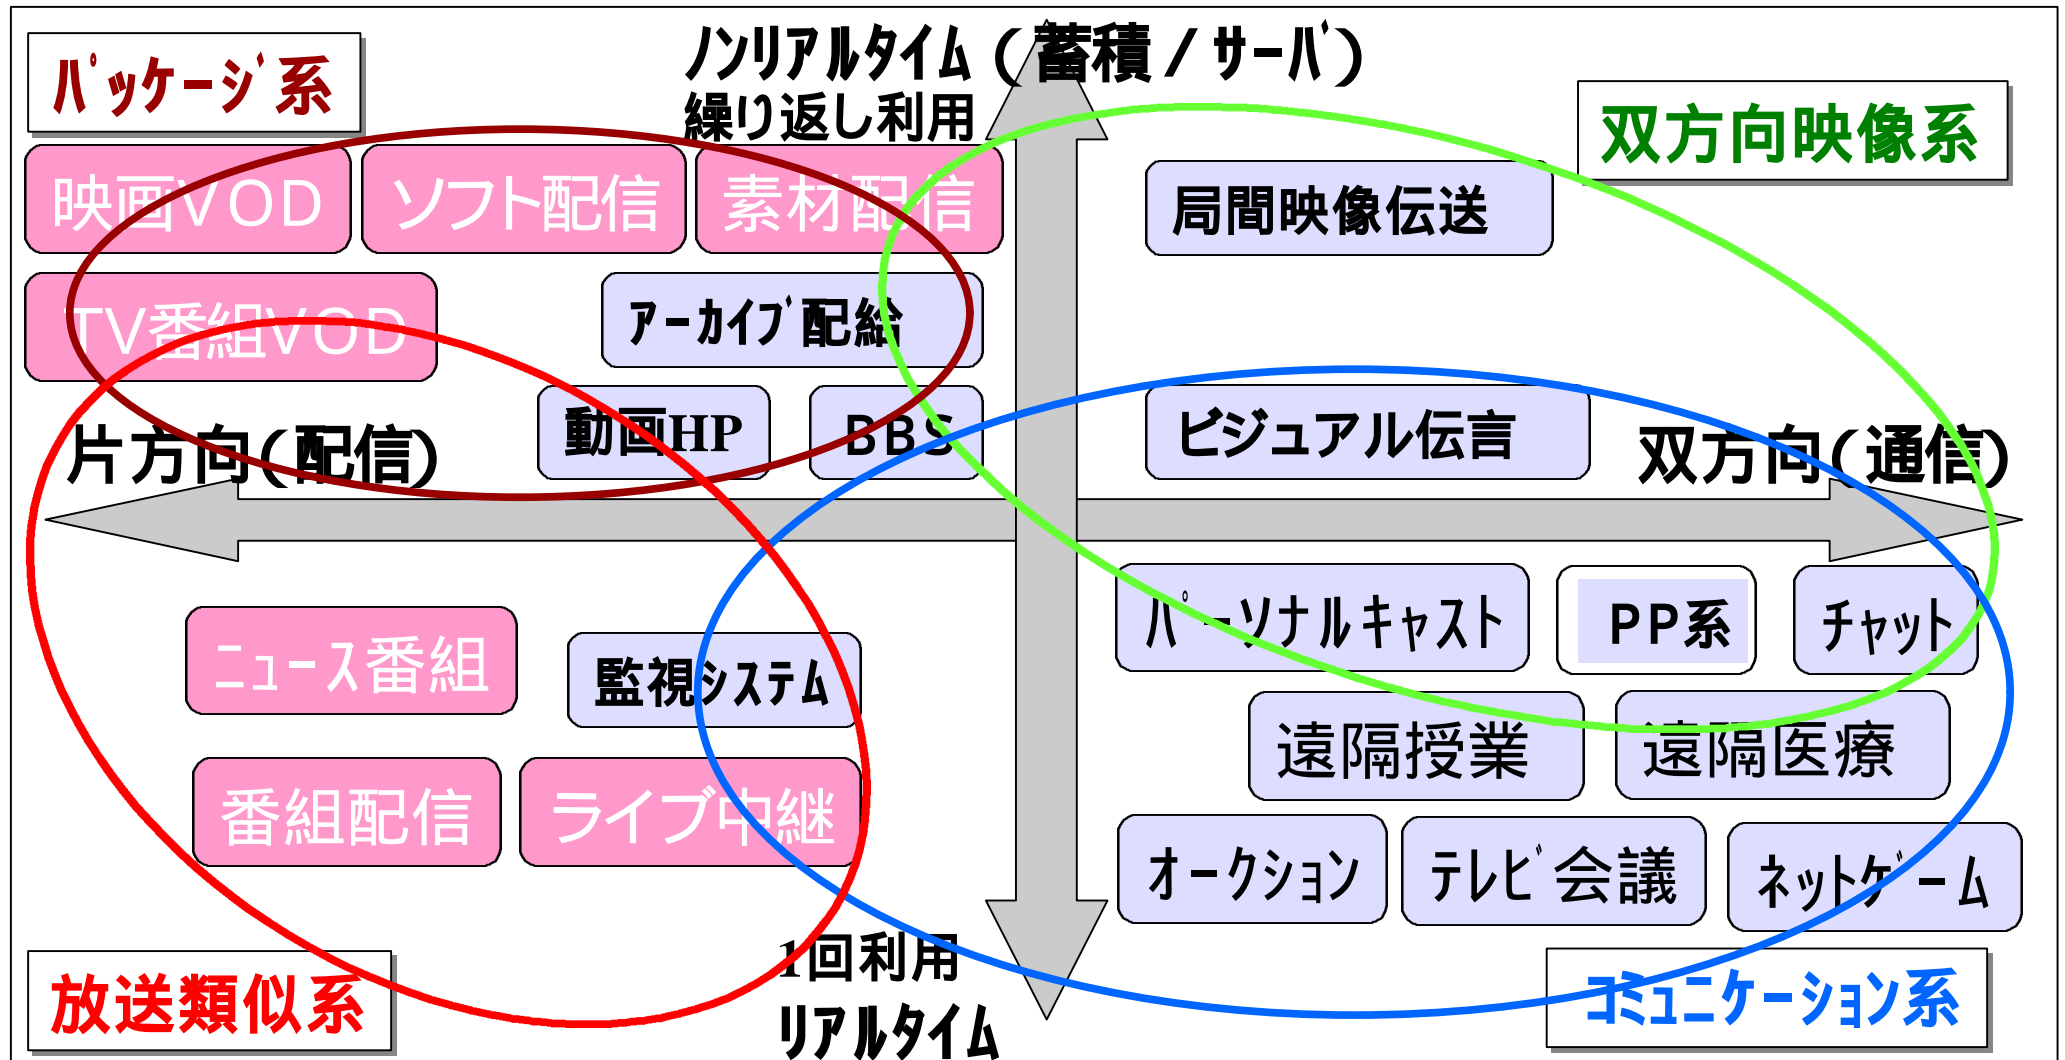 ﾊﾟｯｹｰｼﾞ系
ﾉﾝﾘｱﾙﾀｲﾑ(蓄積/ｻｰﾊﾞ)
繰り返し利用
双方向映像系
映画VOD
ソフト配信
素材配信
局間映像伝送
TV番組VOD
ｱｰｶｲﾌﾞ配給
動画HP
BBS
ビジュアル伝言
片方向(配信)
双方向(通信)
ﾊﾟｰｿﾅﾙｷｬｽﾄ
PP系
ﾁｬｯﾄ
ﾆｭｰｽ番組
監視ｼｽﾃﾑ
遠隔授業
遠隔医療
番組配信
ライブ中継
ｵｰｸｼｮﾝ
ﾃﾚﾋﾞ会議
ﾈｯﾄｹﾞｰﾑ
1回利用
ﾘｱﾙﾀｲﾑ
放送類似系
ｺﾐｭﾆｹｰｼｮﾝ系